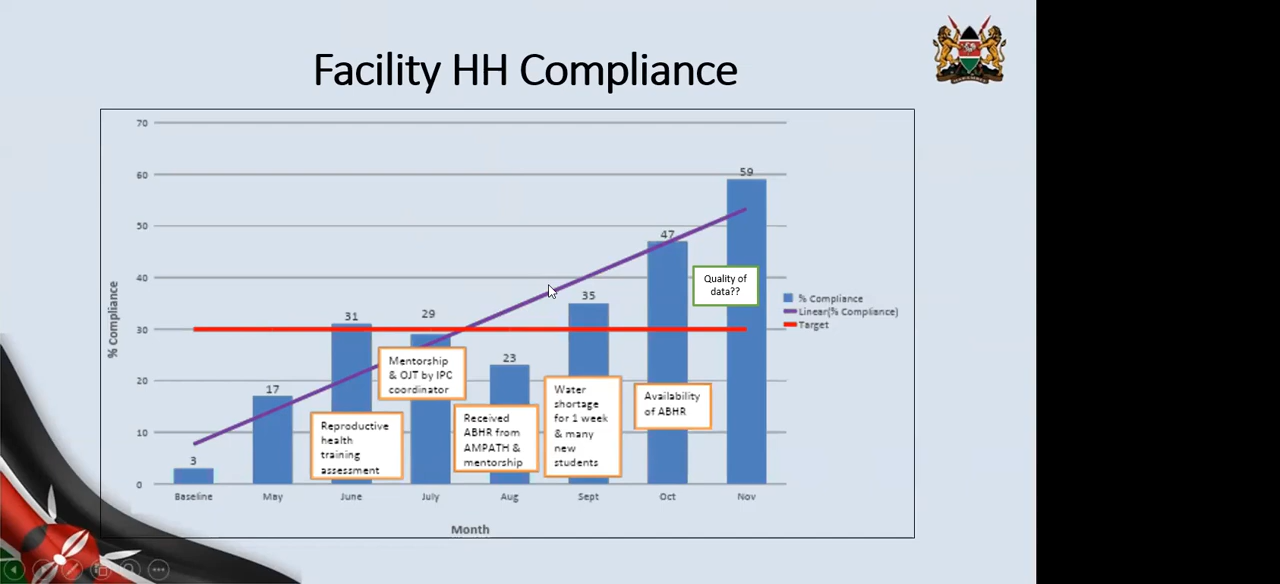 Facility HH Compliance
70
60
50
40
30
20
10
0
% Compliance
3
17
31
29
23
35
47
59
Reproductive
health
training
assessment
Mentorship
& OJT by IPC
coordinator
Received
ABHR from
AMPATH &
mentorship
Water
shortage
for 1 week
& many
new
students
Availability
of ABHR
Quality of
data??
Baseline
May
June
July
Aug
Sept
Oct
Nov
Month
% Compliance
Linear(% Compliance)
Target